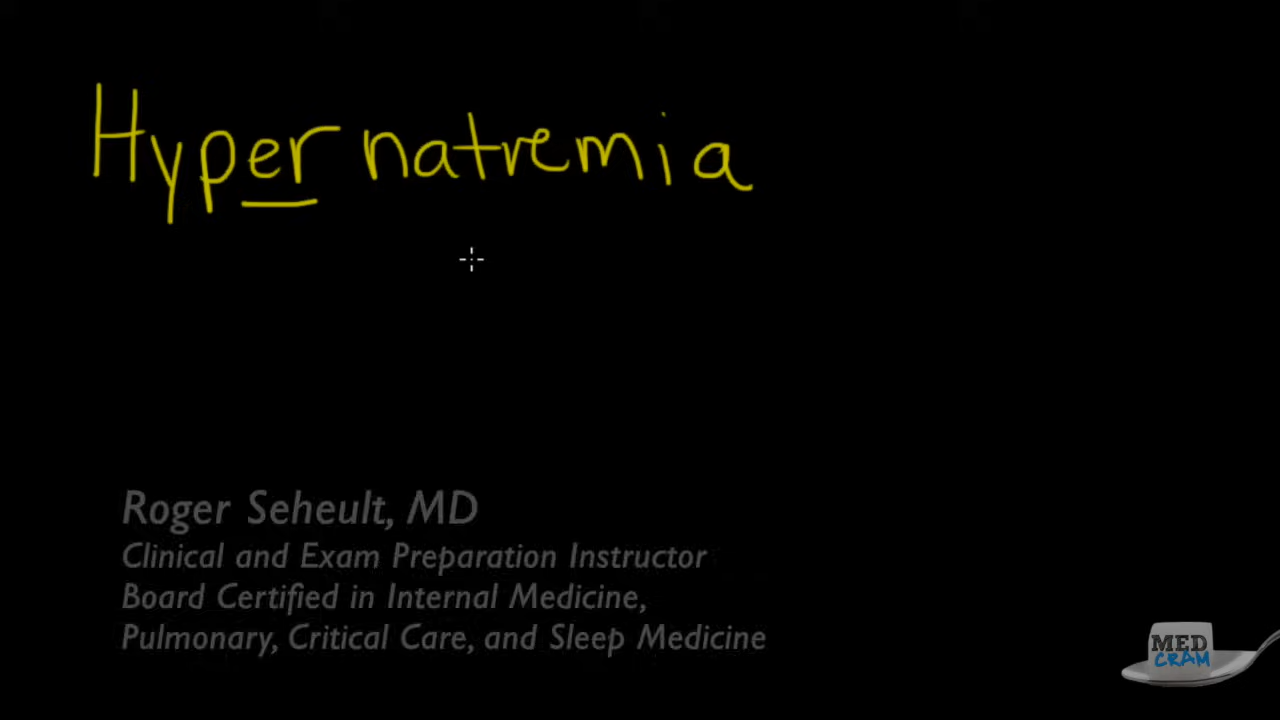 Hypernatremia
Roger Seheult, MD
Clinical and Exam Preparation Instructor
Board Certified in Internal Medicine,
Pulmonary, Critical Care, and Sleep Medicine
MED
CRAM